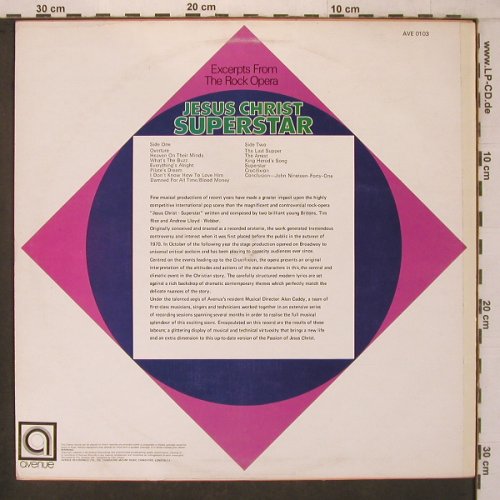 30 cm
20 cm
10 cm
AVE 0103
www.LP-CD.de
Excerpts From
The Rock Opera
JESUS CHRIST
SUPERSTAR
Side One
Overture
Heaven On Their Minds
What's The Buzz
Everything's Alright
Pilate's Dream
I Don't Know How To Love Him
Damned For All Time/Blood Money
Side Two
The Last Supper
The Arrest
King Herod's Song
Superstar
Crucifixion
Conclusion—John Nineteen Forty-One
Few musical productions of recent years have made a greater impact upon the highly
competitive international pop scene than the magnificent and controversial rock-opera
"Jesus Christ - Superstar" written and composed by two brilliant young Britons, Tim
Rice and Andrew Lloyd - Webber.
Originally conceived and created as a recorded oratorio, the work generated tremendous
controversy and interest when it was first placed before the public in the autumn of
1970. In October of the following year the stage production opened on Broadway to
universal critical acclaim and has been playing to capacity audiences ever since.
Centred on the events leading up to the Crucifixion, the opera presents an original
interpretation of the attitudes and actions of the main characters in this, the central and
climatic event in the Christian story. The carefully structured modern lyrics are set
against a rich backdrop of dramatic contemporary themes which perfectly match the
delicate nuances of the story.
Under the talented aegis of Avenue's resident Musical Director Alan Caddy, a team of
first-class musicians, singers and technicians worked together in an extensive series
of recording sessions spanning several months in order to realise the full musical
splendour of this exciting score. Encapsulated on this record are the results of these
labours; a glittering display of musical and technical virtuosity that brings a new life
and an extra dimension to this up-to-date version of the Passion of Jesus Christ.
10 cm
20 cm
30 cm
a
avenue